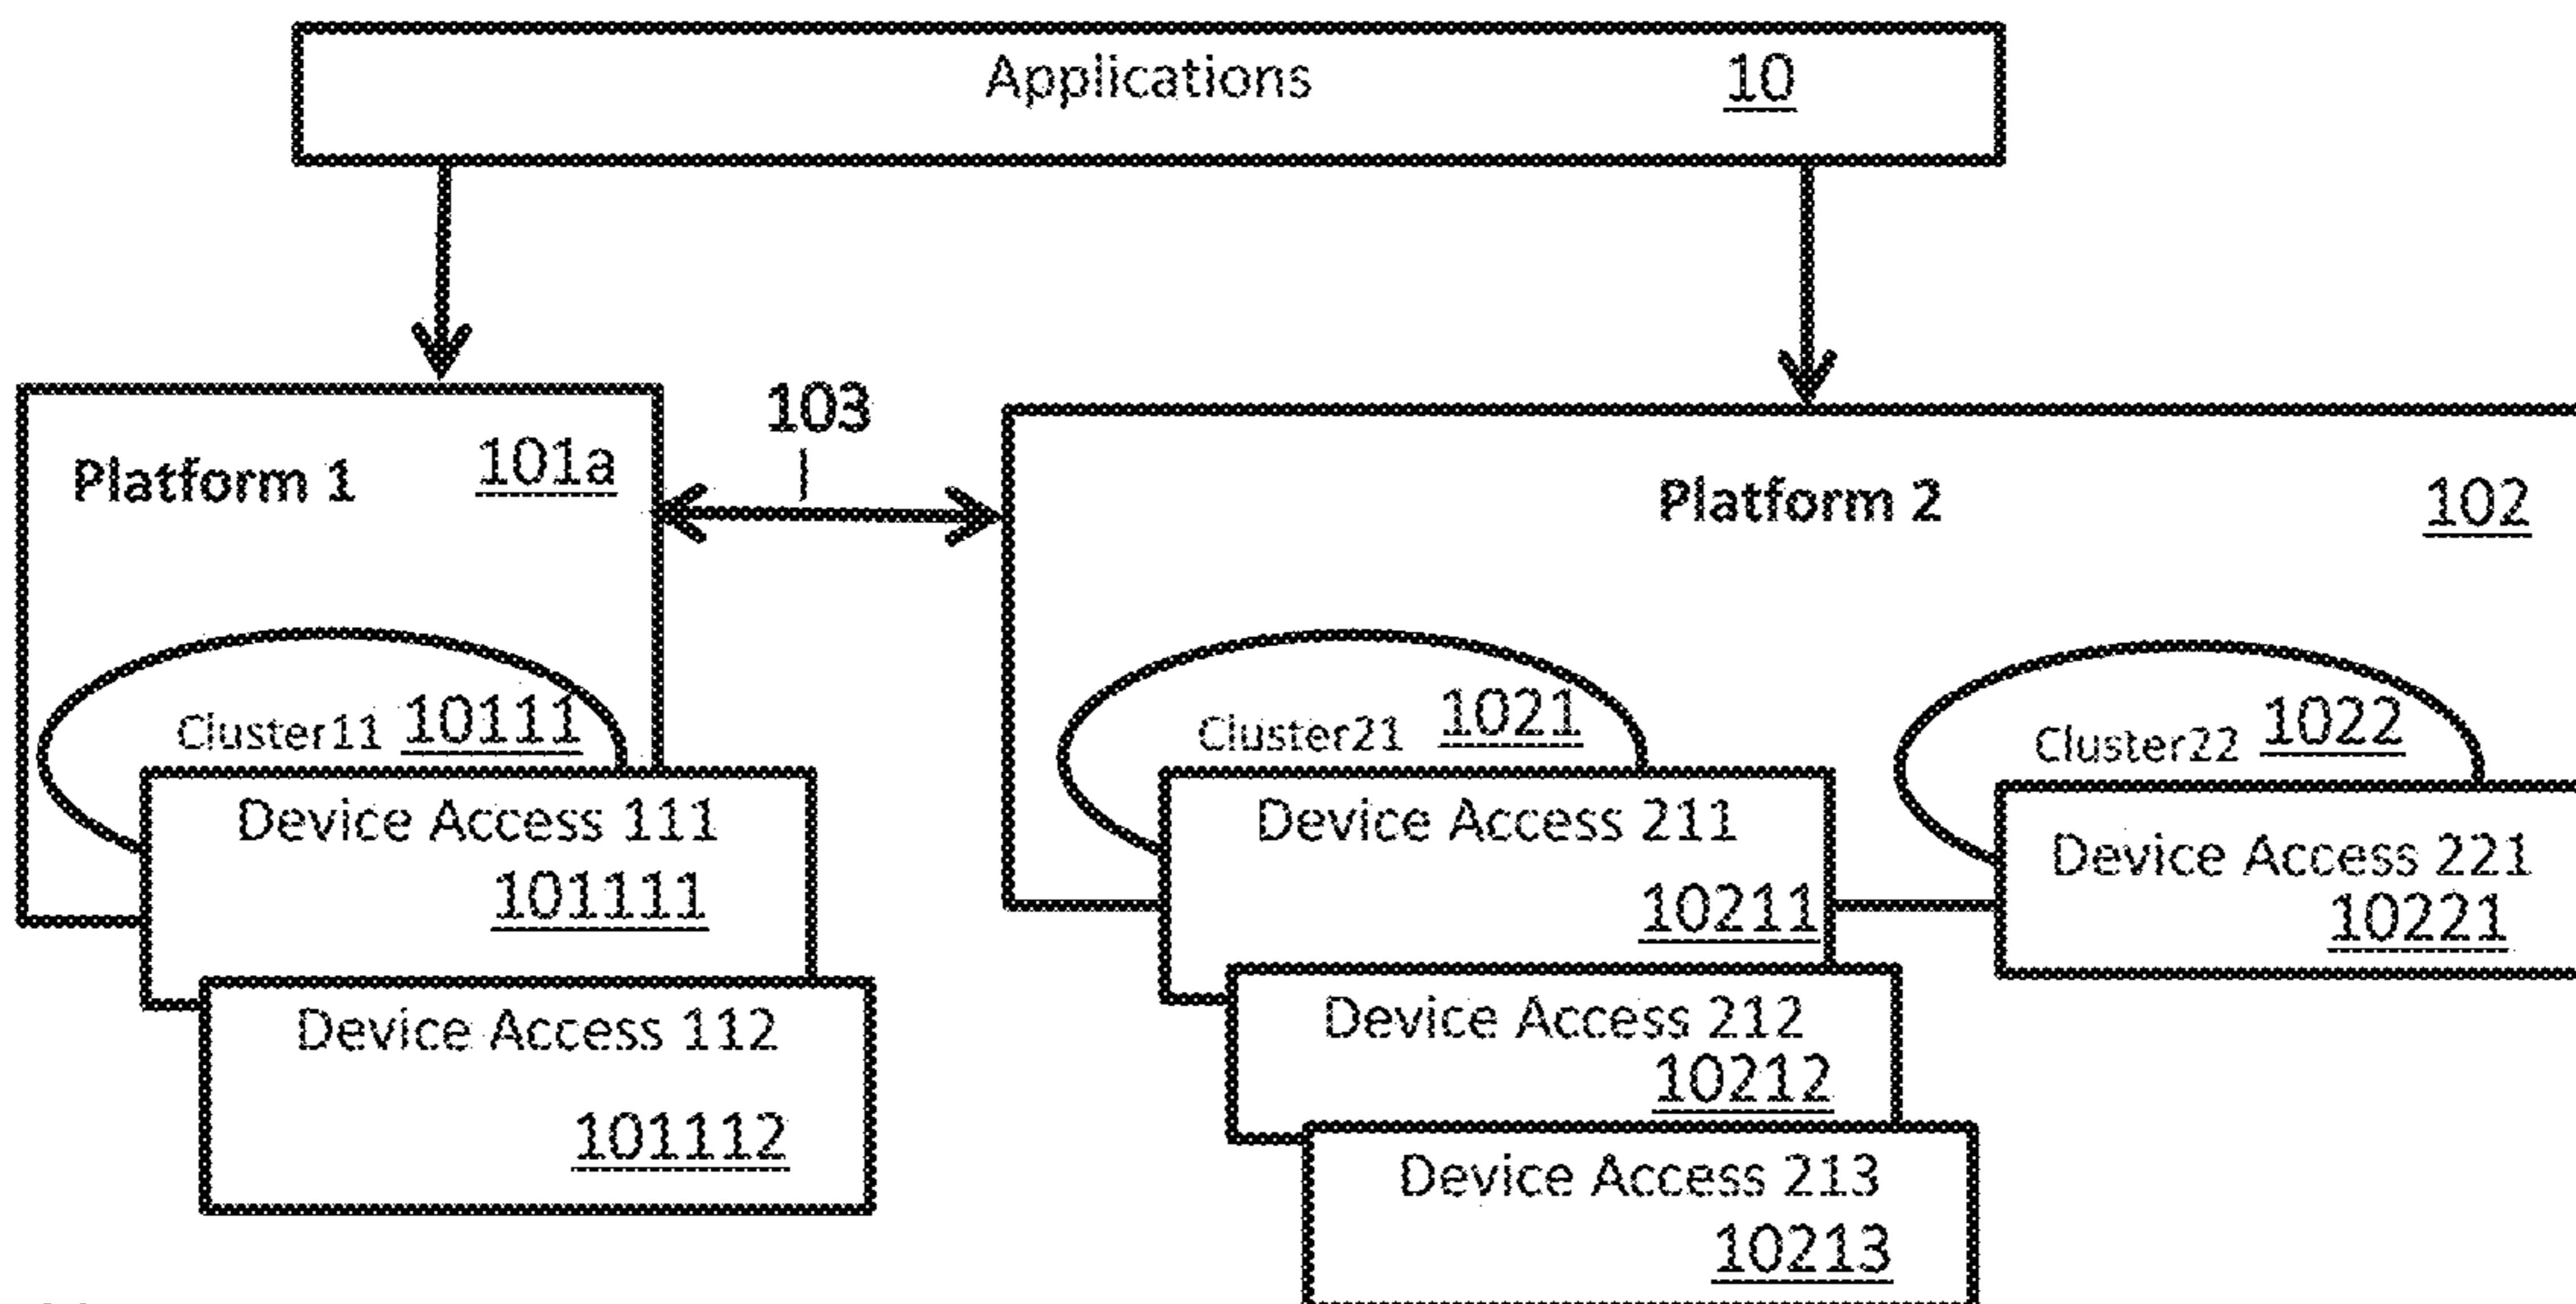 Applications 10
103
Platform 1 101a
Platform 2 102
Cluster11 10111
Cluster21 1021
Cluster22 1022
Device Access 111
101111
Device Access 211
10211
Device Access 221
10221
Device Access 112
101112
Device Access 212
10212
Device Access 213
10213